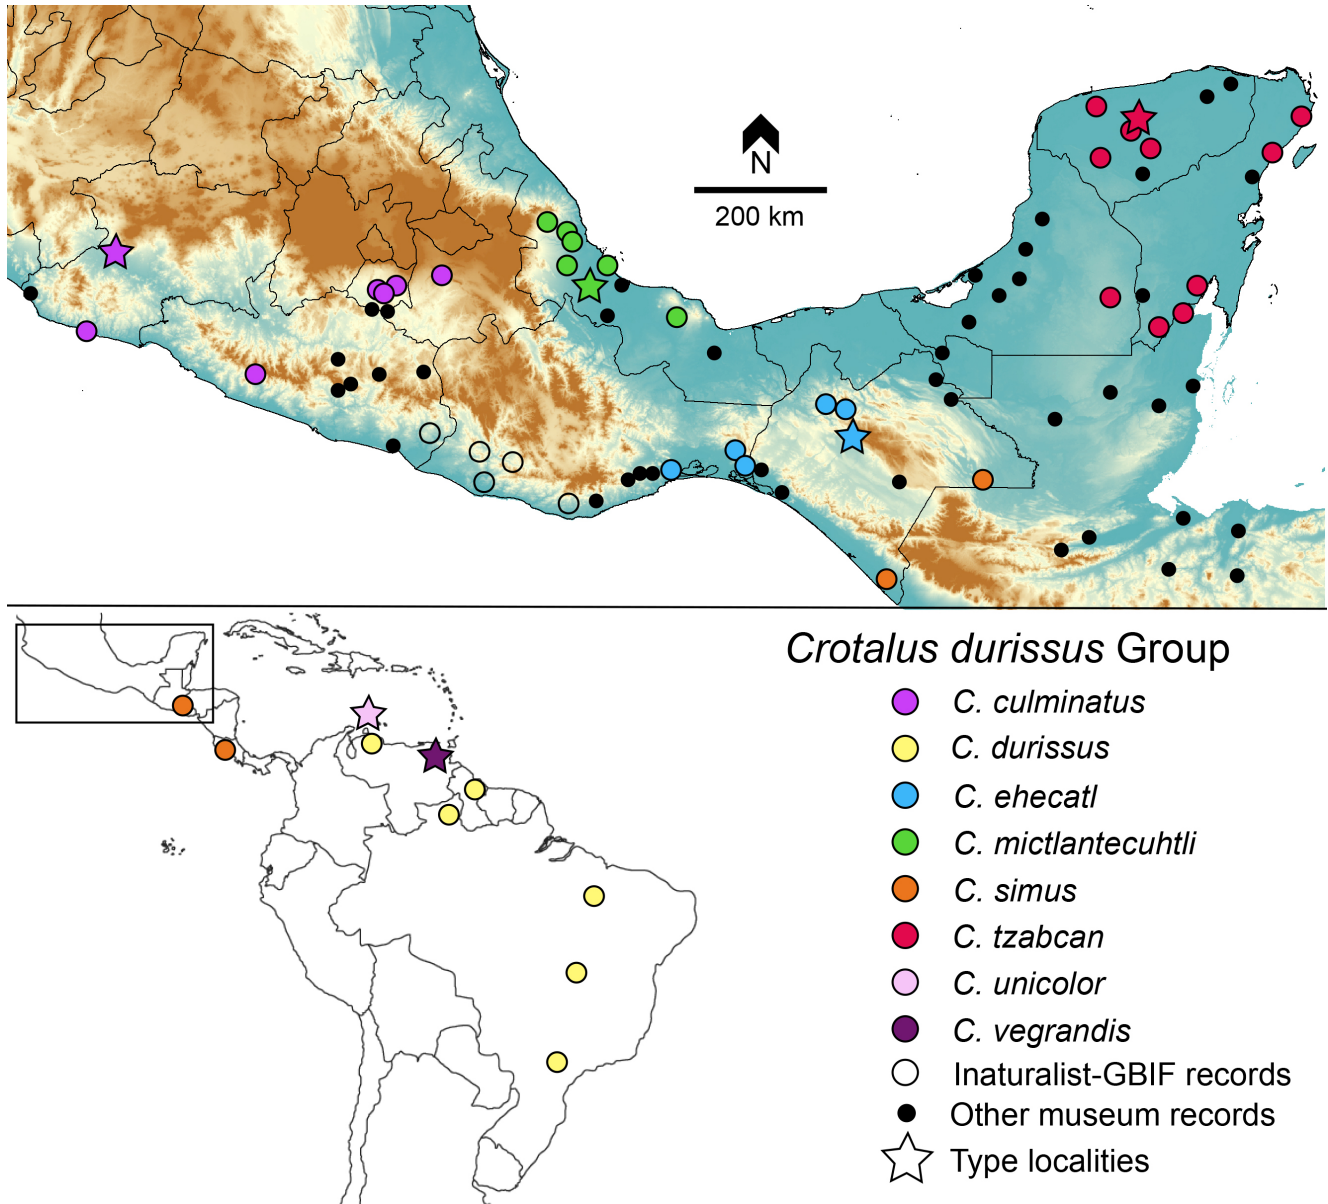 N
200 km
Crotalus durissus Group
C. culminatus
C. durissus
C. ehecatl
C. mictlantecuhtli
C. simus
C. tzabcan
C. unicolor
C. vegrandis
Inaturalist-GBIF records
Other museum records
Type localities